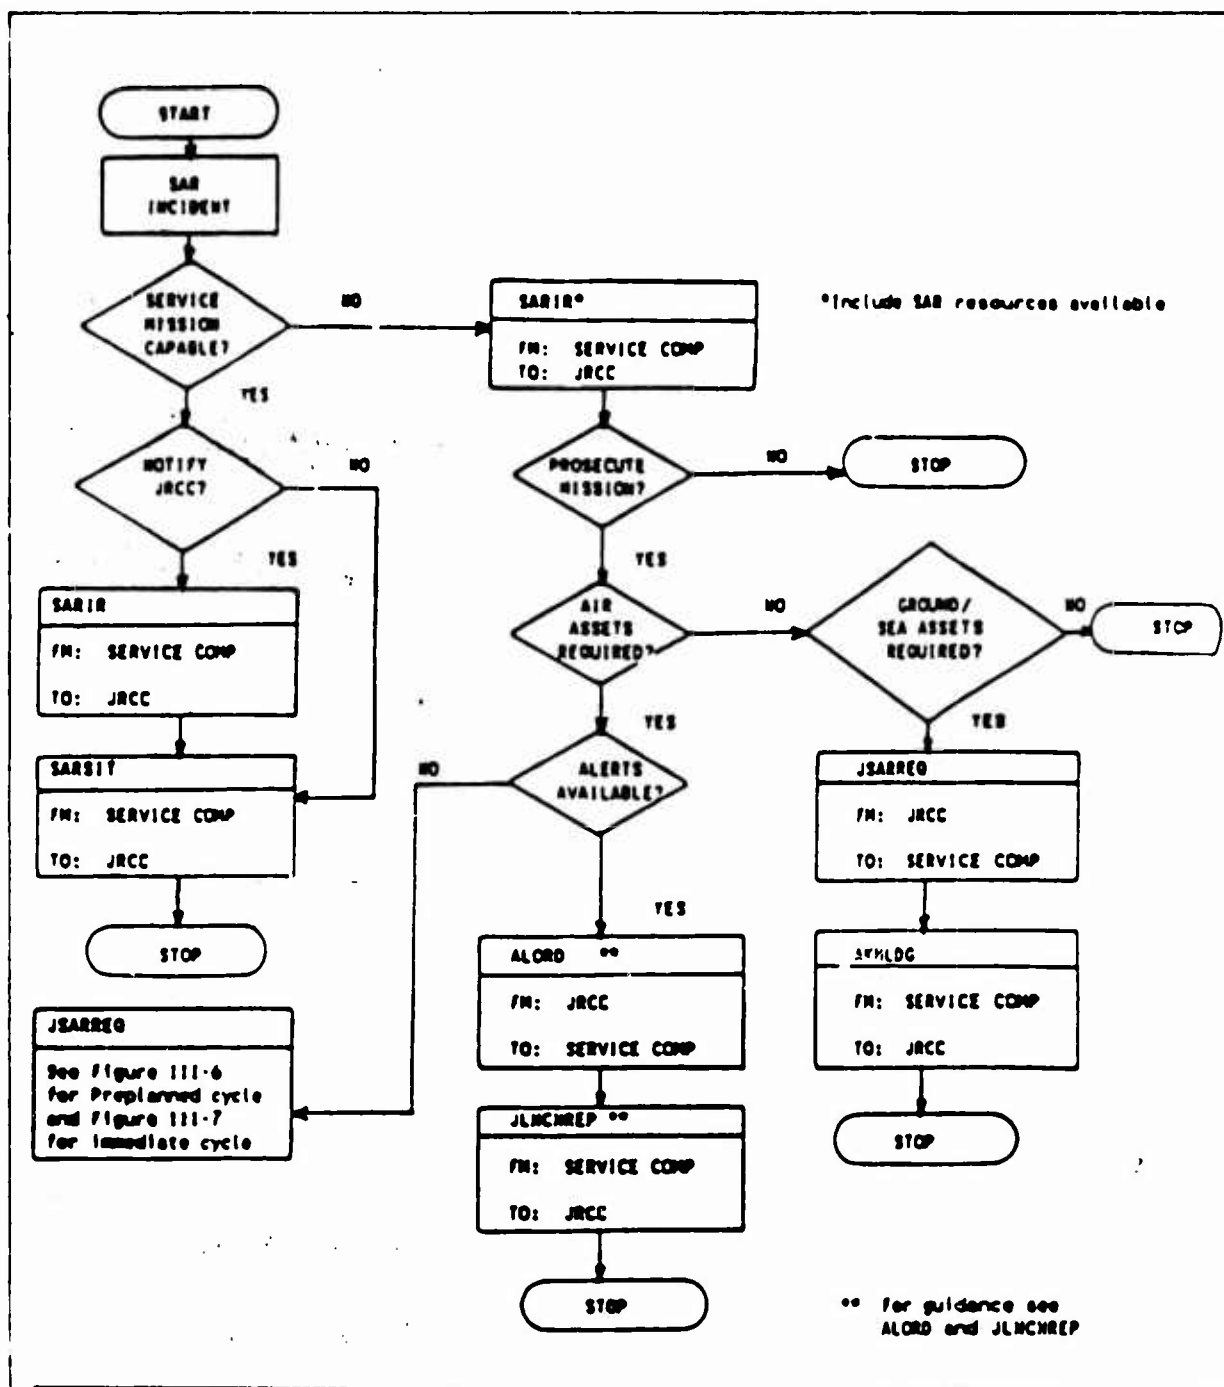 START
SAR
INCIDENT
SERVICE
MISSION
CAPABLE?
NO
YES
SARIR*
FM: SERVICE COMP
TO: JRCC
*Include SAR resources available
NOTIFY
JRCC?
NO
YES
PROSECUTE
MISSION?
NO
STOP
YES
SARIR
FM: SERVICE COMP
TO: JRCC
AIR
ASSETS
REQUIRED?
NO
GROUND/
SEA ASSETS
REQUIRED?
NO
STOP
YES
YES
SARSIT
FM: SERVICE COMP
TO: JRCC
STOP
NO
ALERTS
AVAILABLE?
YES
JSARREQ
FM: JRCC
TO: SERVICE COMP
ALORD **
FM: JRCC
TO: SERVICE COMP
FM: SERVICE COMP
TO: JRCC
STOP
JSARREQ
See Figure III-6
for Preplanned cycle
and Figure III-7
for Immediate cycle
JLNCHREP **
FM: SERVICE COMP
TO: JRCC
STOP
** For guidance see
ALORD and JLNCHREP